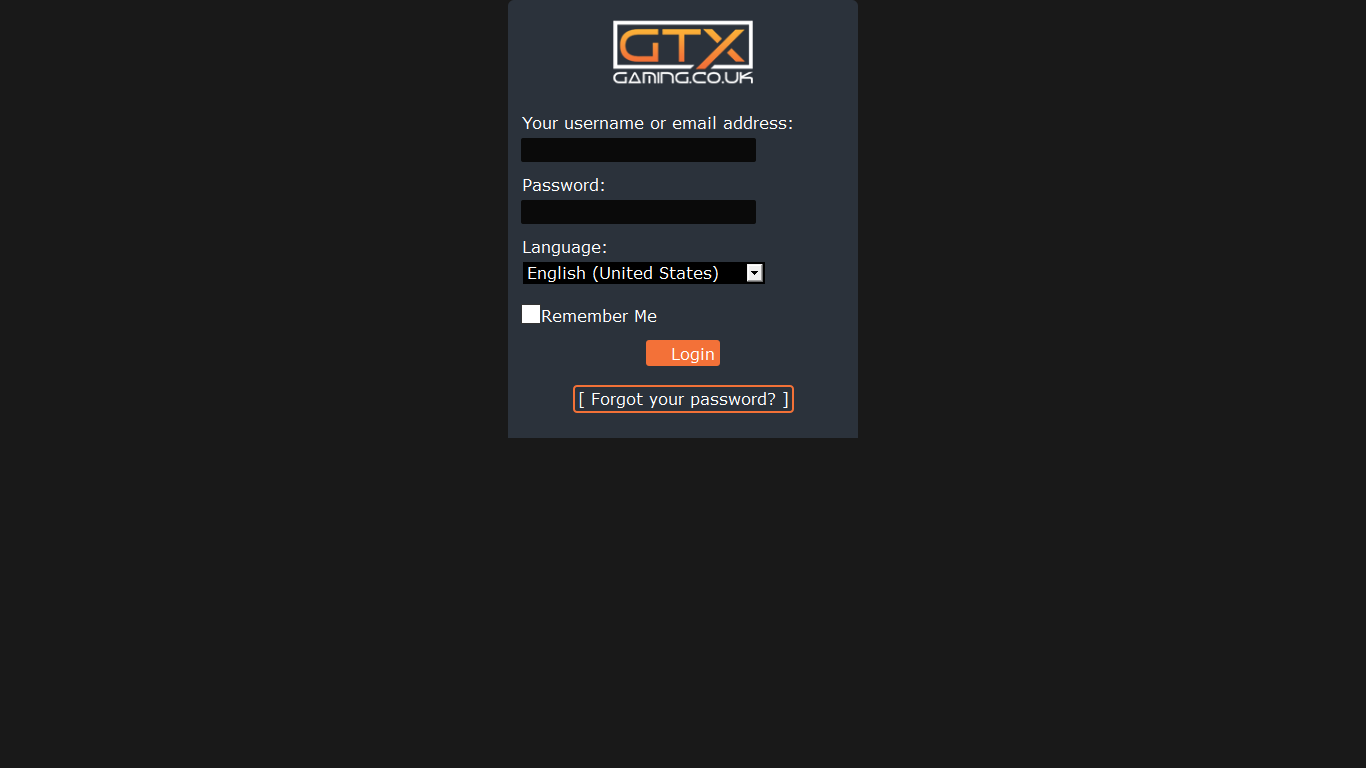 GTX
GAMING.CO.UK
Your username or email address:
Password:
Language:
English (United States)
Remember Me
Login
[ Forgot your password? ]